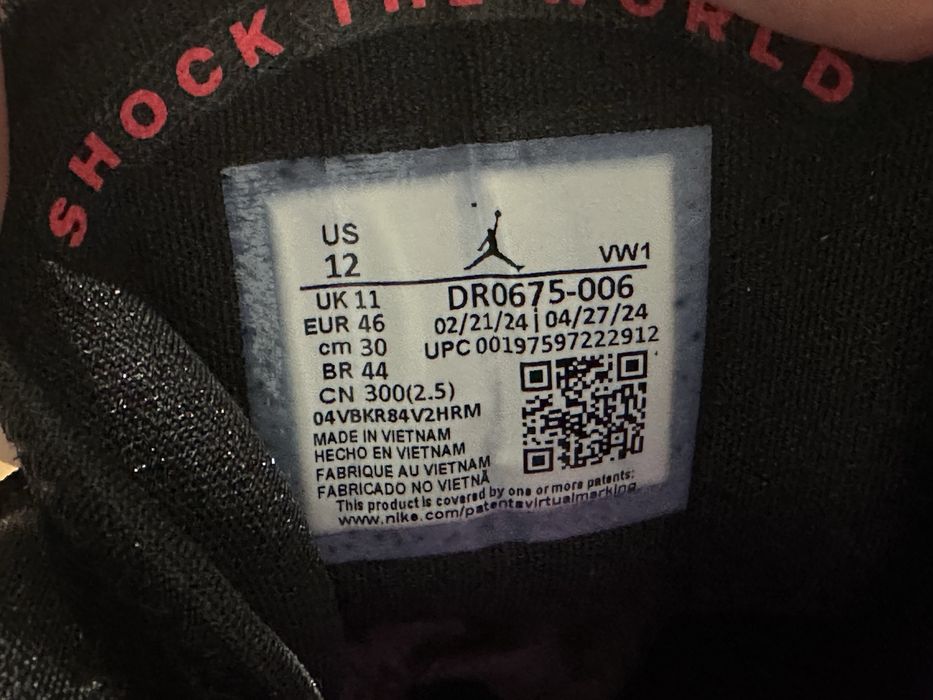 SHOCK THE WORLD
US
12
VW1
UK 11
DR0675-006
EUR 46
02/21/24 | 04/27/24
cm 30
UPC 00197597222912
BR 44
CN 300(2.5)
04VBKR84V2HRM
MADE IN VIETNAM
HECHO EN VIETNAM
FABRIQUE AU VIETNAM
FABRICADO NO VIETNÃ
This product is covered by one or more patents:
www.nike.com/patentsvirtualmarking